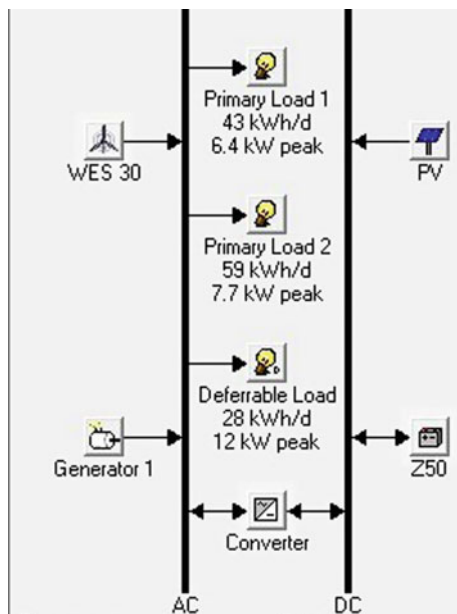 Primary Load 1
43 kWh/d
6.4 kW peak
WES 30
PV
Primary Load 2
59 kWh/d
7.7 kW peak
Deferrable Load
28 kWh/d
12 kW peak
Generator 1
Z50
Converter
AC
DC